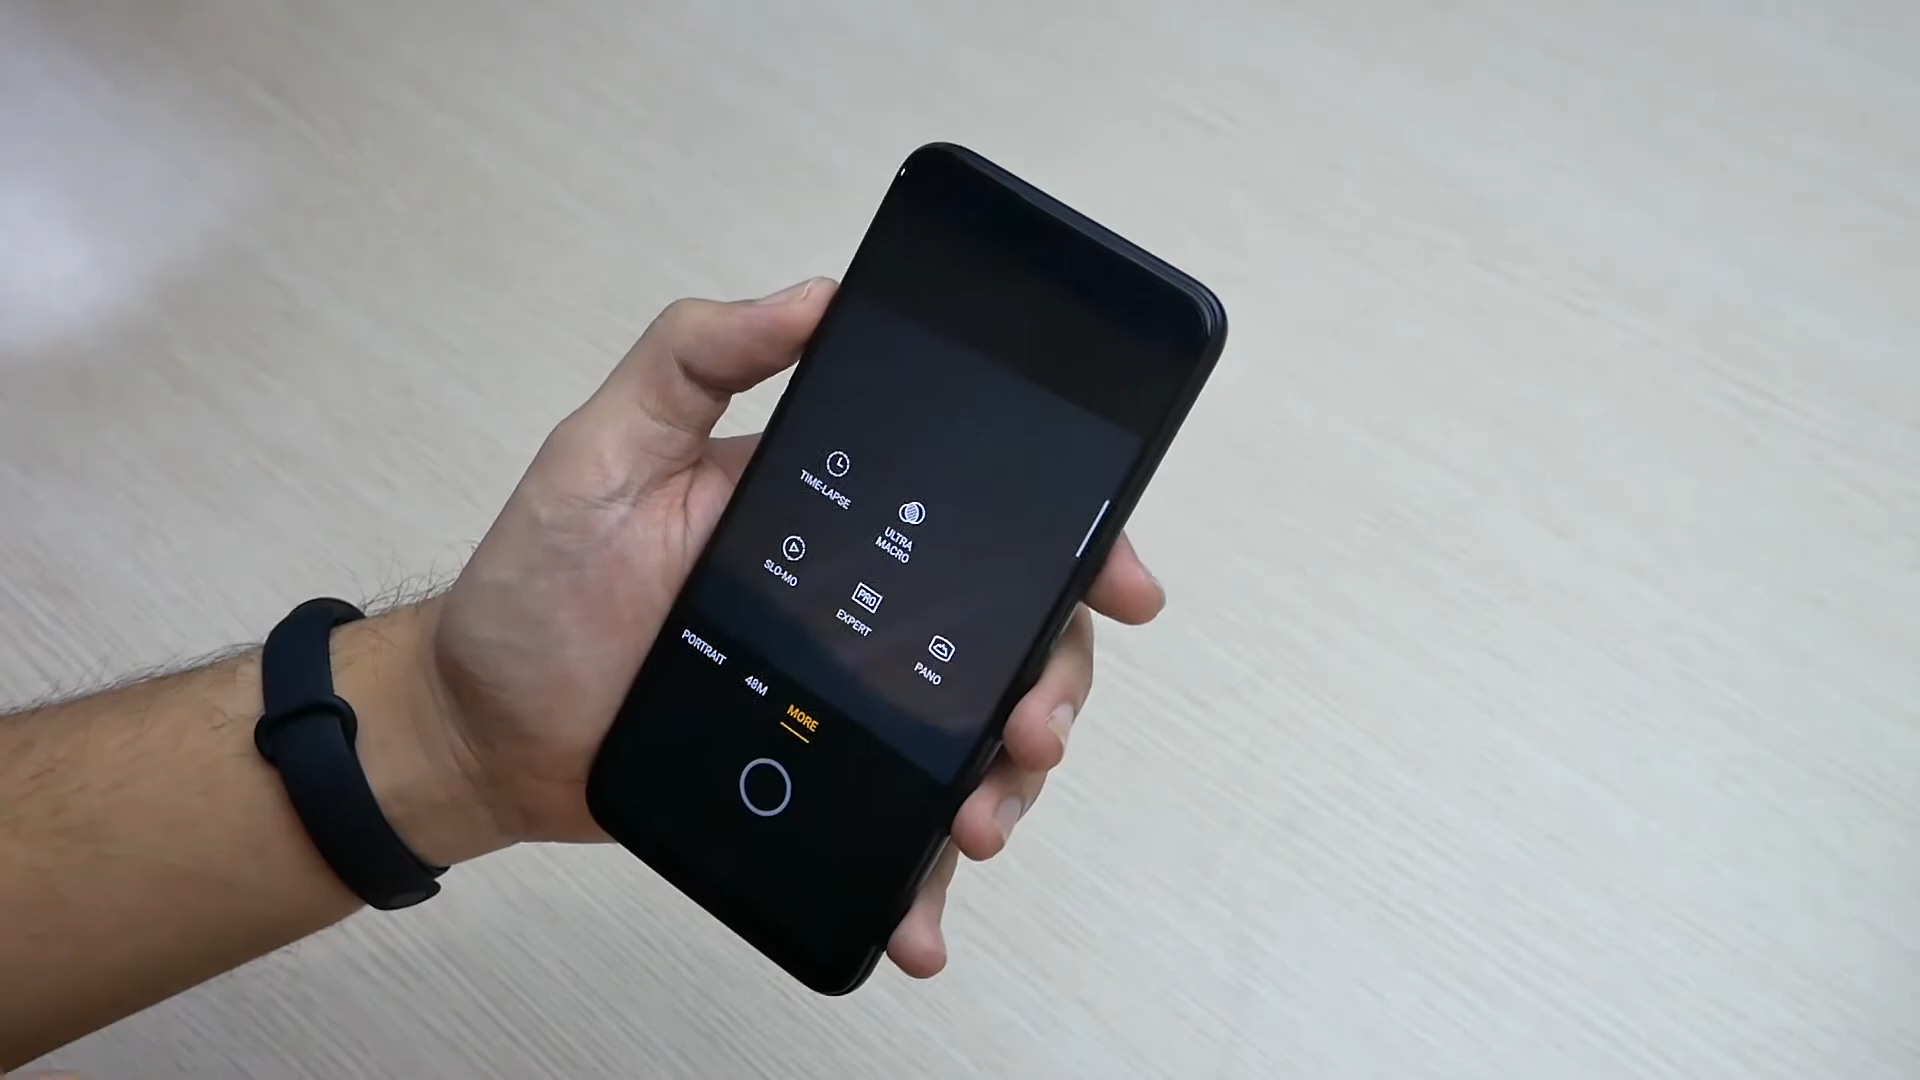 TIME-LAPSE
ULTRA
MACRO
SLO-MO
PRO
EXPERT
PANO
PORTRAIT
48M
MORE